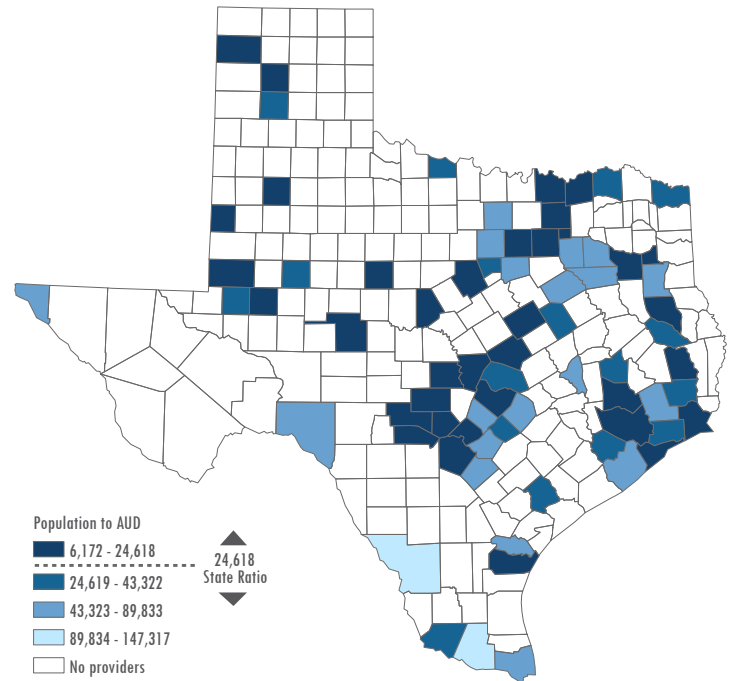 Population to AUD
6,172 - 24,618
24,619 - 43,322
43,323 - 89,833
89,834 - 147,317
No providers
24,618
State Ratio